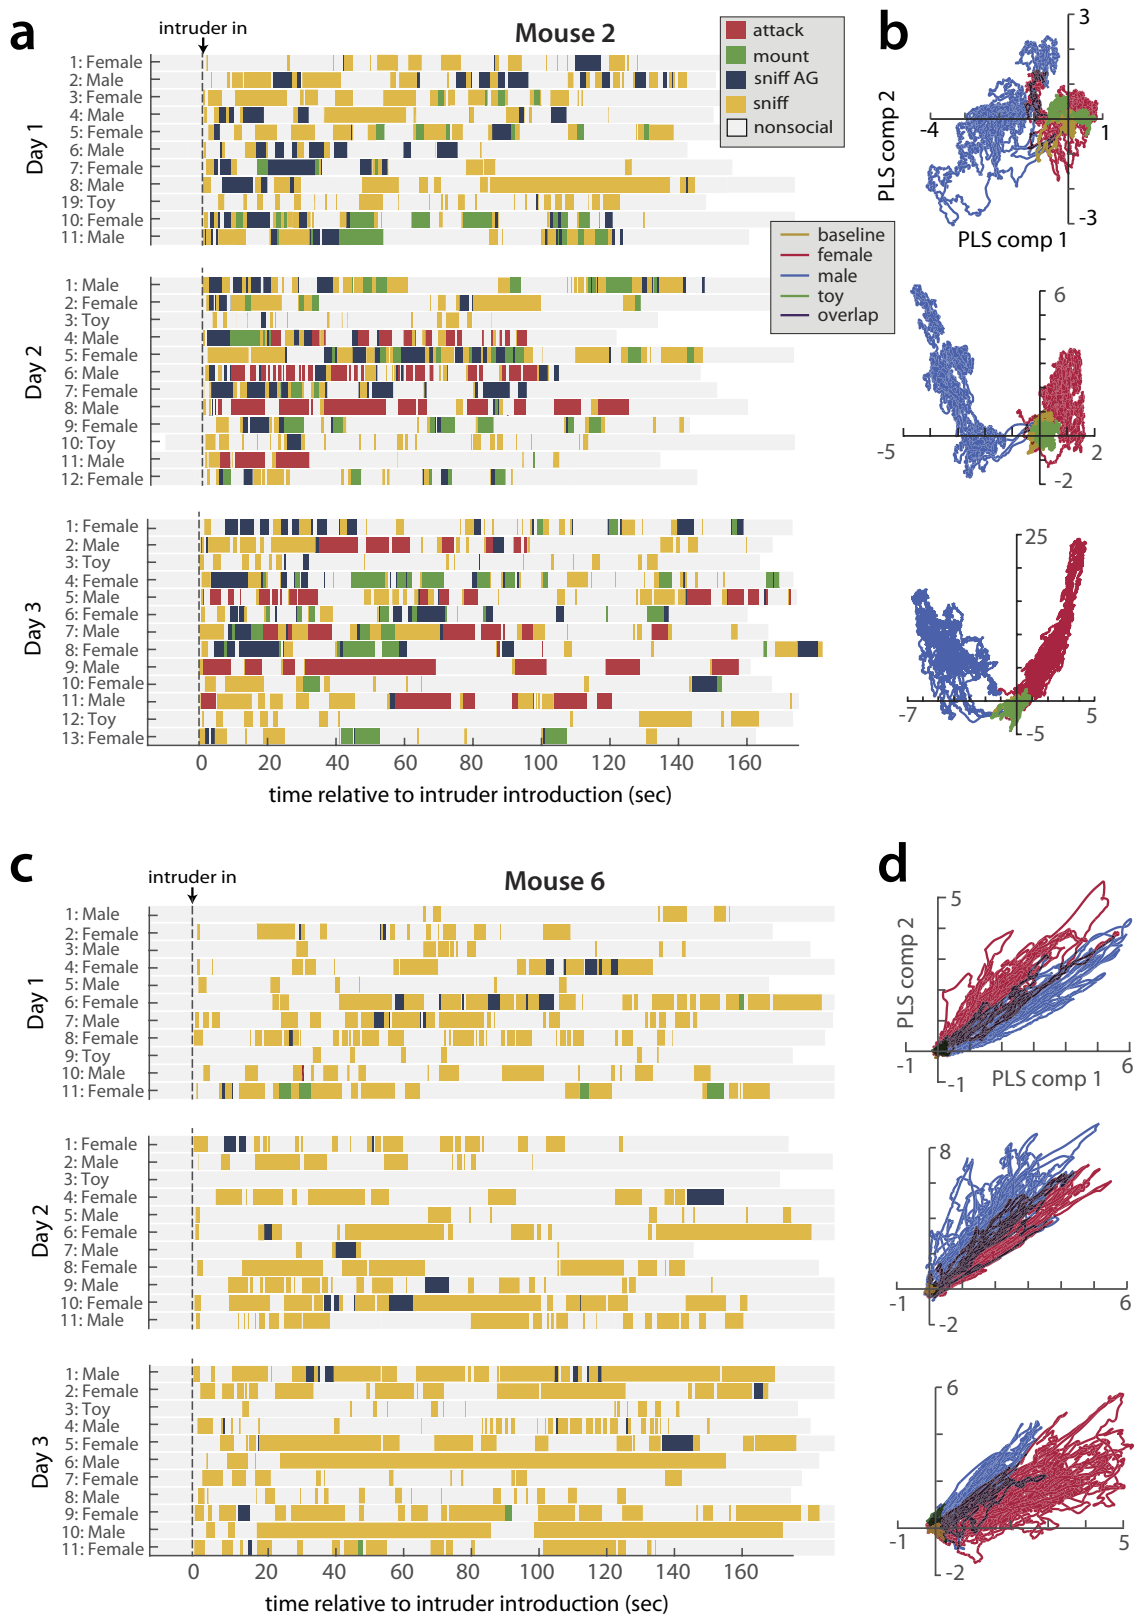 a
intruder in
Mouse 2
attack
mount
sniff AG
sniff
nonsocial
Day 1
1: Female
2: Male
3: Female
4: Male
5: Female
6: Male
7: Female
8: Male
19: Toy
10: Female
11: Male
Day 2
1: Male
2: Female
3: Toy
4: Male
5: Female
6: Male
7: Female
8: Male
9: Female
10: Toy
11: Male
12: Female
Day 3
1: Female
2: Male
3: Toy
4: Female
5: Male
6: Female
7: Male
8: Female
9: Male
10: Female
11: Male
12: Toy
13: Female
0 20 40 60 80 100 120 140 160
time relative to intruder introduction (sec)
b
3
PLS comp 2
-4
1
-3
PLS comp 1
baseline
female
male
toy
overlap
6
-5
2
-2
25
-7
5
-5
c
intruder in
Mouse 6
Day 1
1: Male
2: Female
3: Male
4: Female
5: Male
6: Female
7: Male
8: Female
9: Toy
10: Male
11: Female
Day 2
1: Female
2: Male
3: Toy
4: Female
5: Male
6: Female
7: Male
8: Female
9: Male
10: Female
11: Male
Day 3
1: Male
2: Female
3: Toy
4: Male
5: Female
6: Male
7: Female
8: Male
9: Female
10: Male
11: Female
0 20 40 60 80 100 120 140 160
time relative to intruder introduction (sec)
d
5
PLS comp 2
-1
6
-1
PLS comp 1
8
-1
6
-2
6
-1
5
-2